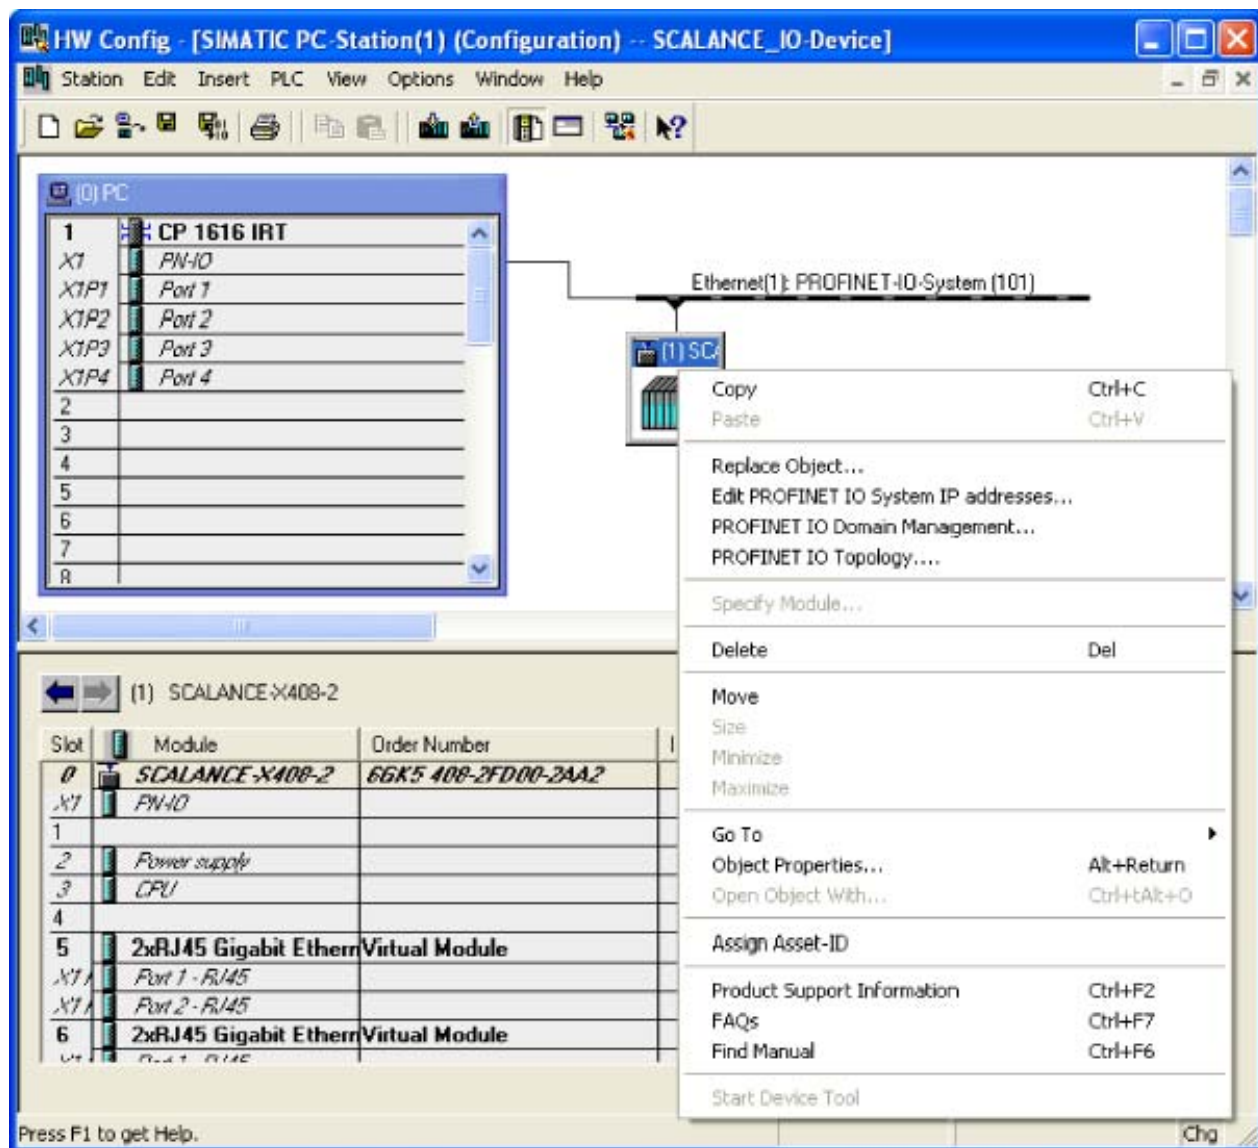 HW Config - [SIMATIC PC-Station(1) (Configuration) -- SCALANCE_IO-Device]
Station Edit Insert PLC View Options Window Help
(0) PC
1 CP 1616 IRT
X1 PN-IO
X1P1 Port 1
X1P2 Port 2
X1P3 Port 3
X1P4 Port 4
2
3
4
5
6
7
8
Ethernet(1): PROFINET-IO-System (101)
(1) SCA
Copy Ctrl+C
Paste Ctrl+V
Replace Object...
Edit PROFINET IO System IP addresses...
PROFINET IO Domain Management...
PROFINET IO Topology....
Specify Module...
Delete Del
Move
Size
Minimize
Maximize
Go To
Object Properties... Alt+Return
Open Object With... Ctrl+tAlt+O
Assign Asset-ID
Product Support Information Ctrl+F2
FAQs Ctrl+F7
Find Manual Ctrl+F6
Start Device Tool
(1) SCALANCE-X408-2
Slot Module Order Number I
0 SCALANCE-X408-2 6GK5 408-2FD00-2AA2
X1 PN-IO
1
2 Power supply
3 CPU
4
5 2xRJ45 Gigabit Ethern Virtual Module
X1 Port 1 - RJ45
X1 Port 2 - RJ45
6 2xRJ45 Gigabit Ethern Virtual Module
X1 Port 1 - RJ45
Press F1 to get Help. Chg